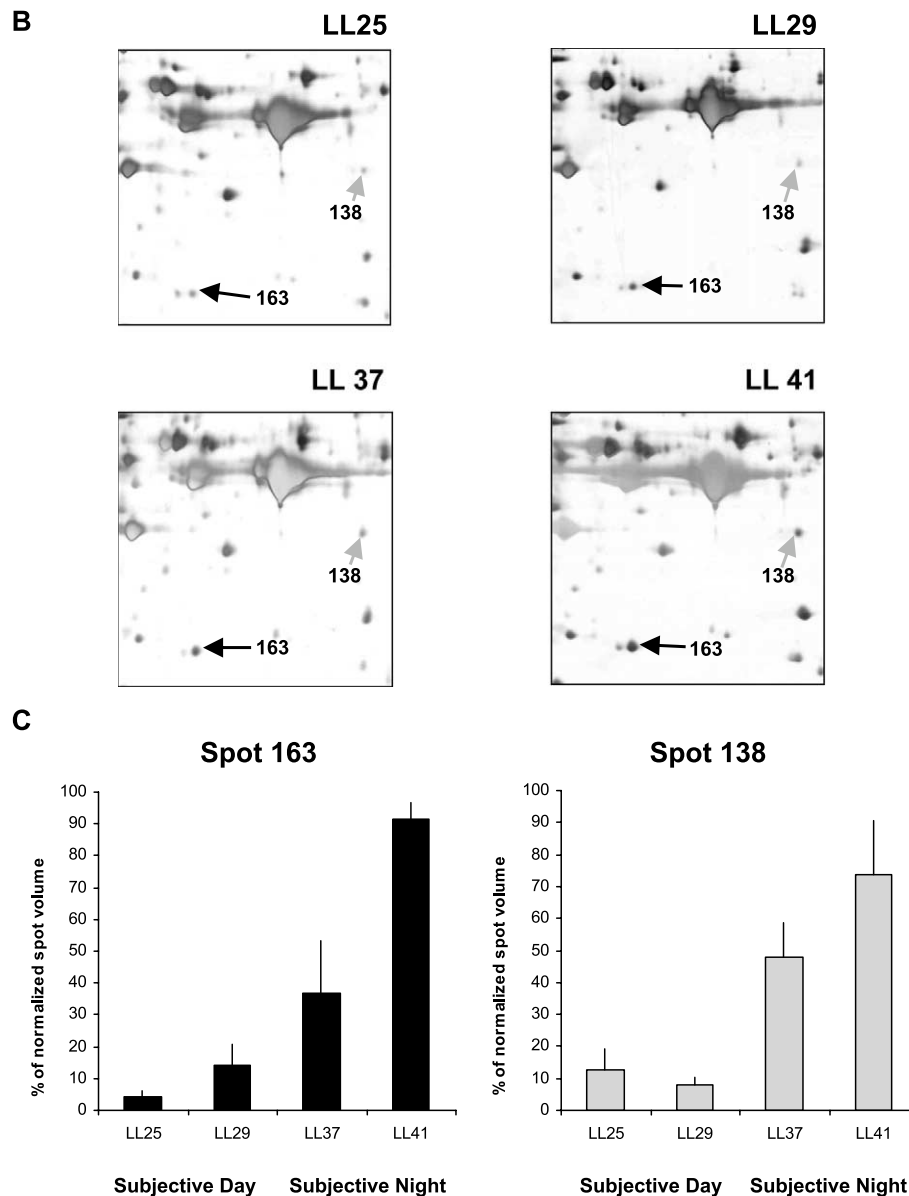 B
LL25
LL29
138
163
138
163
LL 37
LL 41
138
163
138
163
C
Spot 163
% of normalized spot volume
100
90
80
70
60
50
40
30
20
10
0
LL25 LL29 LL37 LL41
Subjective Day Subjective Night
Spot 138
% of normalized spot volume
100
90
80
70
60
50
40
30
20
10
0
LL25 LL29 LL37 LL41
Subjective Day Subjective Night